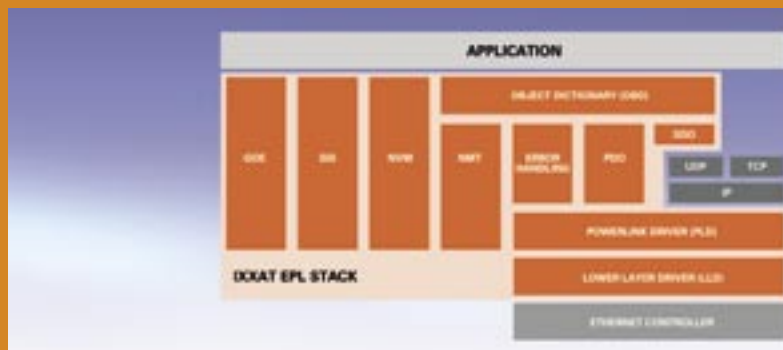 APPLICATION
OBJECT DICTIONARY (OBD)
SDO
NVM
NMT
ERROR
HANDLING
PDO
UDP
TCP
IP
POWERLINK DRIVER (PLD)
IXXAT EPL STACK
LOWER LAYER DRIVER (LLD)
ETHERNET CONTROLLER